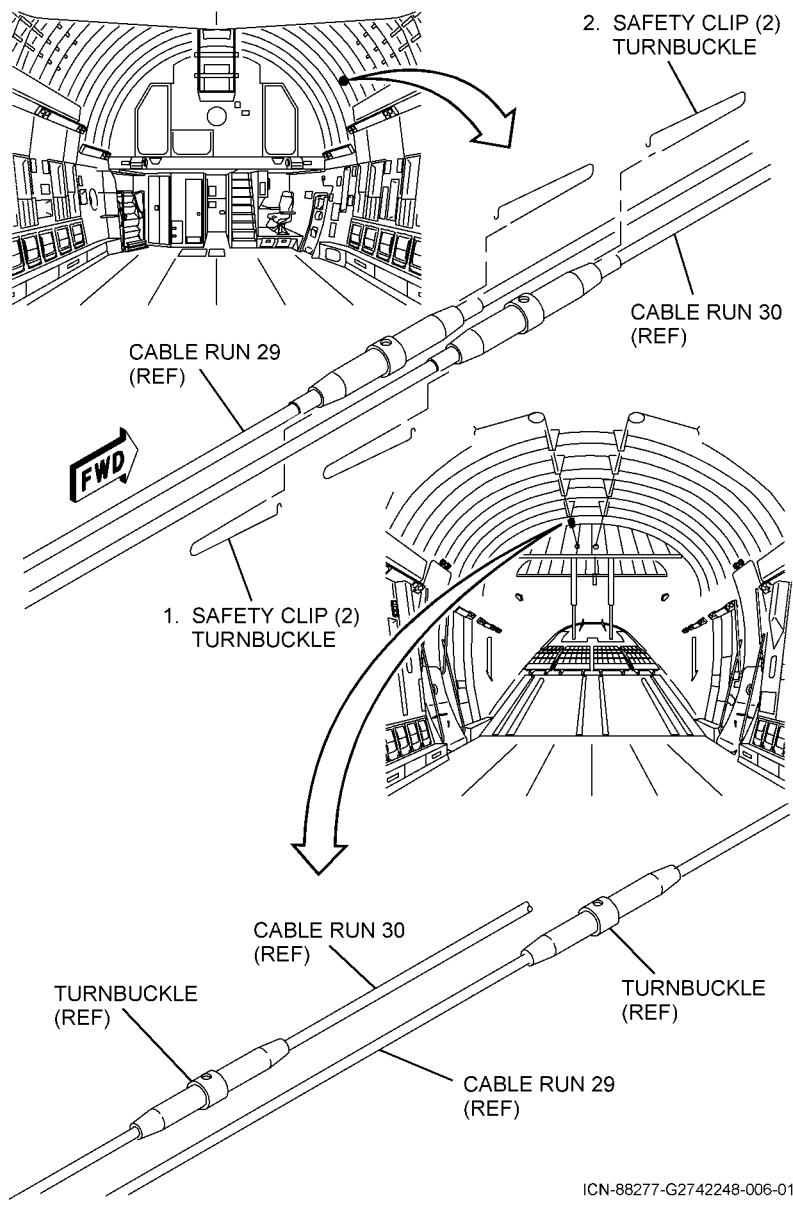 2. SAFETY CLIP (2)
TURNBUCKLE
CABLE RUN 30
(REF)
CABLE RUN 29
(REF)
FWD
1. SAFETY CLIP (2)
TURNBUCKLE
CABLE RUN 30
(REF)
TURNBUCKLE
(REF)
TURNBUCKLE
(REF)
CABLE RUN 29
(REF)
ICN-88277-G2742248-006-01